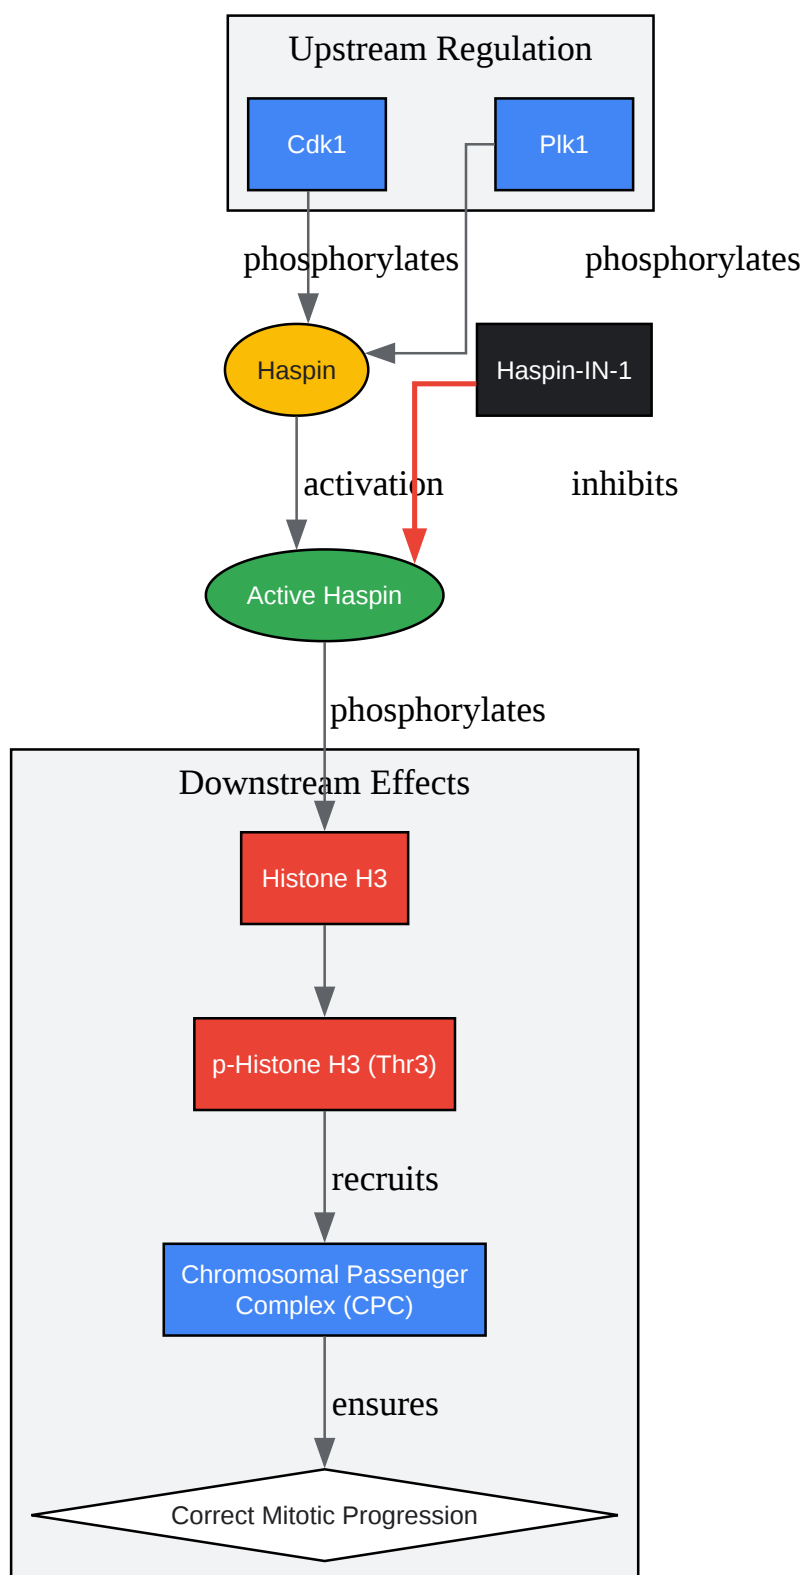 Upstream Regulation
Cdk1
Plk1
phosphorylates
phosphorylates
Haspin
Haspin-IN-1
activation
inhibits
Active Haspin
phosphorylates
Downstream Effects
Histone H3
p-Histone H3 (Thr3)
recruits
Chromosomal Passenger
Complex (CPC)
ensures
Correct Mitotic Progression